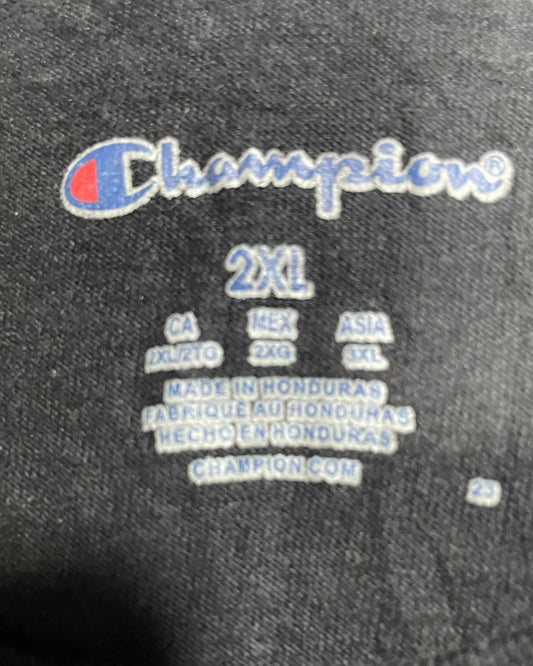 Champion®
2XL
CA MEX ASIA
2XL/2TG 2XG 3XL
MADE IN HONDURAS
FABRIQUÉ AU HONDURAS
HECHO EN HONDURAS
CHAMPION.COM
23